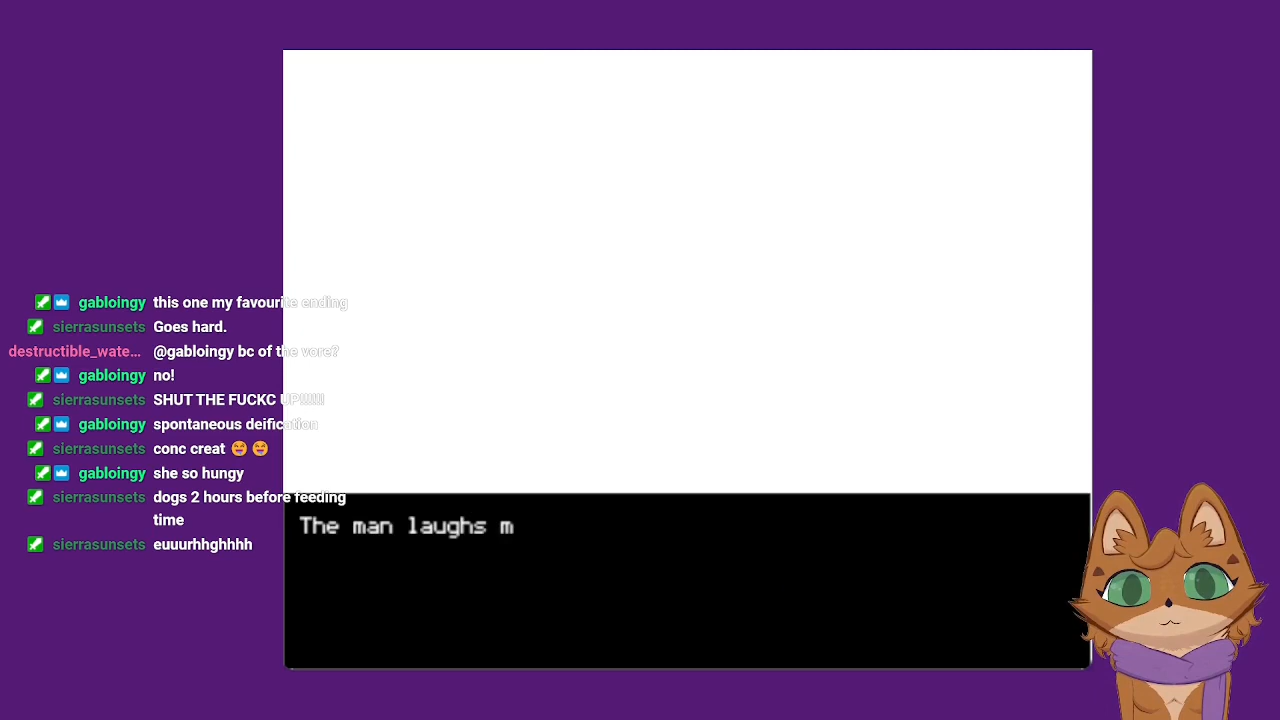 gabloingy this one my favourite ending
sierrasunsets Goes hard.
destructible_wate... @gabloingy bc of the vore?
gabloingy no!
sierrasunsets SHUT THE FUCKC UP!!!!!!!
gabloingy spontaneous deification
sierrasunsets conc creat 😄 😄
gabloingy she so hungy
sierrasunsets dogs 2 hours before feeding
time
sierrasunsets euuurhhghhhh
The man laughs m